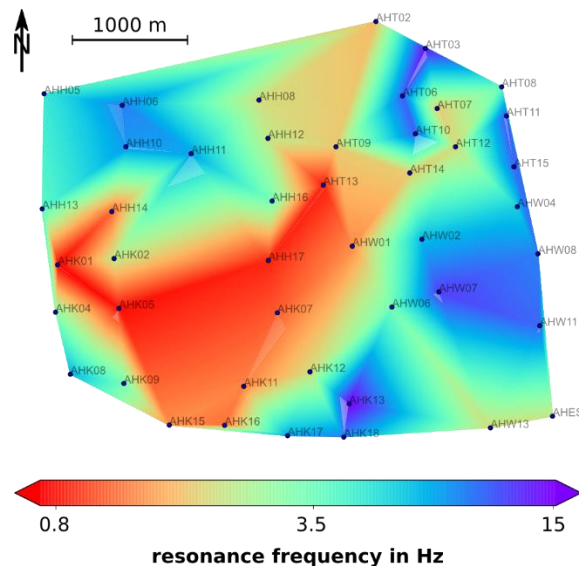 AHT02
N
1000 m
AHT03
AHH05
AHH06
AHH08
AHT06
AHT07
AHT08
AHT11
AHH10
AHH11
AHH12
AHT09
AHT10
AHT12
AHT15
AHT14
AHT13
AHH13
AHH14
AHH16
AHW04
AHK01
AHK02
AHH17
AHW01
AHW02
AHW08
AHK04
AHK05
AHK07
AHW06
AHW07
AHW11
AHK08
AHK09
AHK11
AHK12
AHK13
AHK15
AHK16
AHK17
AHK18
AHW13
AHES
0.8 3.5 15
resonance frequency in Hz